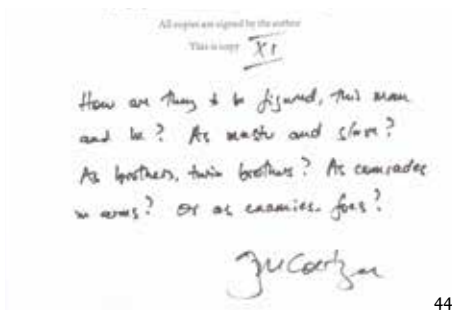 All copies are signed by the author
This is copy XI
How are they to be figured, this man
and he? As master and slave?
As brothers, twin brothers? As comrades
in arms? Or as enemies, foes?
JM Coetzee
44